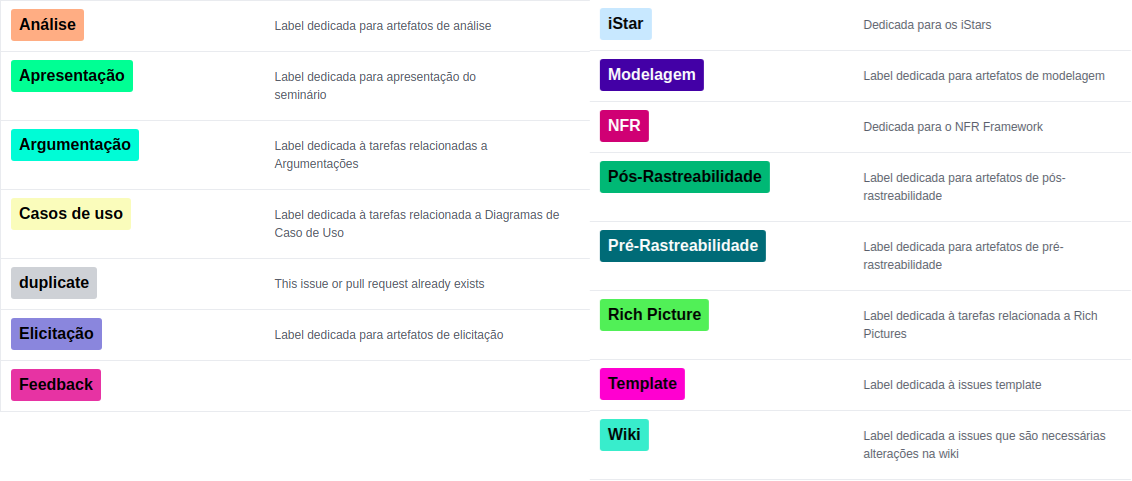 Análise
Label dedicada para artefatos de análise
Apresentação
Label dedicada para apresentação do
seminário
Argumentação
Label dedicada à tarefas relacionadas a
Argumentações
Casos de uso
Label dedicada à tarefas relacionada a Diagramas de
Caso de Uso
duplicate
This issue or pull request already exists
Elicitação
Label dedicada para artefatos de elicitação
Feedback
iStar
Dedicada para os iStars
Modelagem
Label dedicada para artefatos de modelagem
NFR
Dedicada para o NFR Framework
Pós-Rastreabilidade
Label dedicada para artefatos de pós-
rastreabilidade
Pré-Rastreabilidade
Label dedicada para artefatos de pré-
rastreabilidade
Rich Picture
Label dedicada à tarefas relacionada a Rich
Pictures
Template
Label dedicada à issues template
Wiki
Label dedicada a issues que são necessárias
alterações na wiki